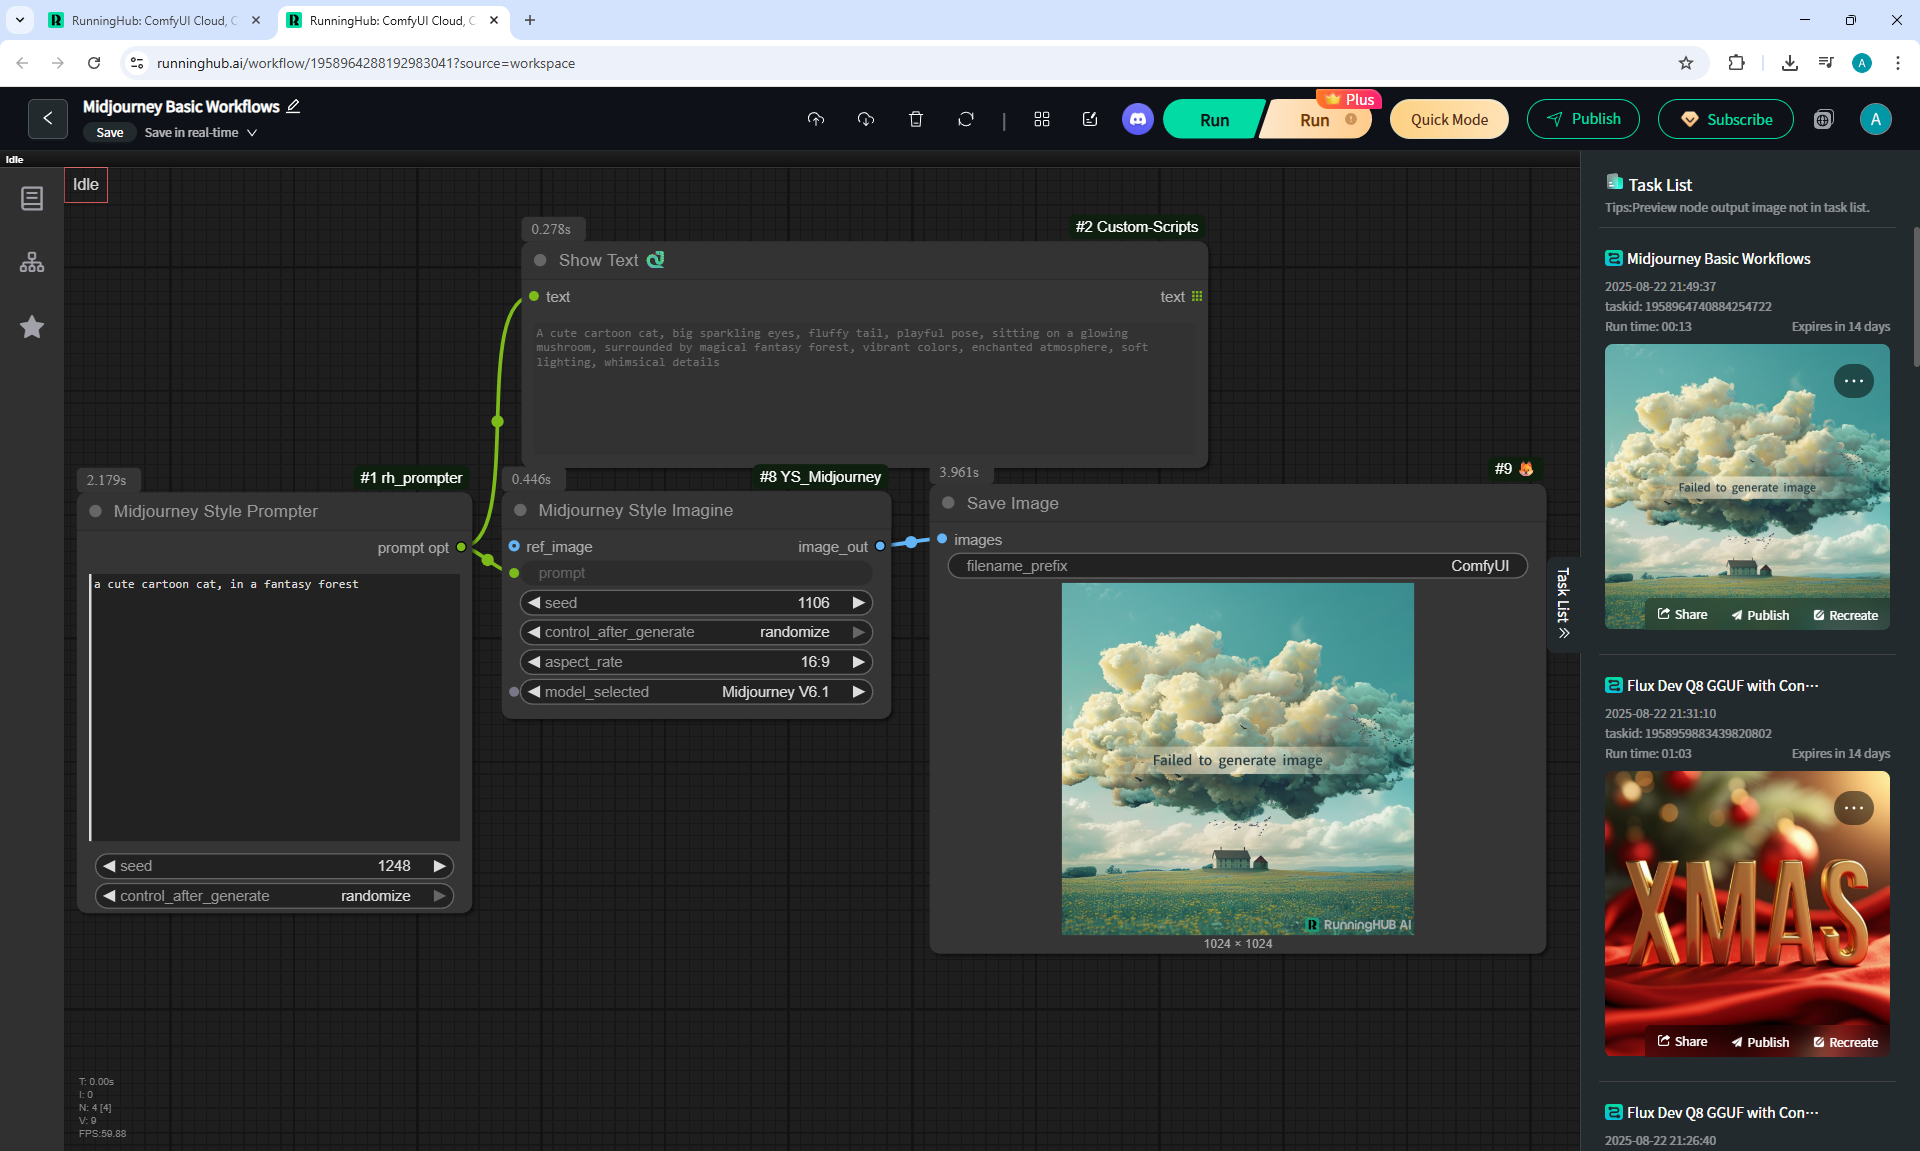 RunningHub: ComfyUI Cloud, C
RunningHub: ComfyUI Cloud, C
runninghub.ai/workflow/1958964288192983041?source=workspace
A
Midjourney Basic Workflows
Save
Save in real-time
Run
Run
Plus
Quick Mode
Publish
Subscribe
A
Idle
Idle
0.278s
#2 Custom-Scripts
Show Text
text
text
A cute cartoon cat, big sparkling eyes, fluffy tail, playful pose, sitting on a glowing
mushroom, surrounded by magical fantasy forest, vibrant colors, enchanted atmosphere, soft
lighting, whimsical details
2.179s
#1 rh_prompter
Midjourney Style Prompter
prompt opt
a cute cartoon cat, in a fantasy forest
seed 1248
control_after_generate randomize
0.446s
#8 YS_Midjourney
Midjourney Style Imagine
ref_image
image_out
prompt
seed 1106
control_after_generate randomize
aspect_rate 16:9
model_selected Midjourney V6.1
3.961s
#9
Save Image
images
filename_prefix ComfyUI
Failed to generate image
RunningHUB AI
1024 × 1024
T: 0.00s
I: 0
N: 4 [4]
V: 9
FPS:59.88
Task List
Task List
Tips:Preview node output image not in task list.
Midjourney Basic Workflows
2025-08-22 21:49:37
taskid: 1958964740884254722
Run time: 00:13 Expires in 14 days
Failed to generate image
Share Publish Recreate
Flux Dev Q8 GGUF with Con···
2025-08-22 21:31:10
taskid: 1958959883439820802
Run time: 01:03 Expires in 14 days
XMAS
Share Publish Recreate
Flux Dev Q8 GGUF with Con···
2025-08-22 21:26:40